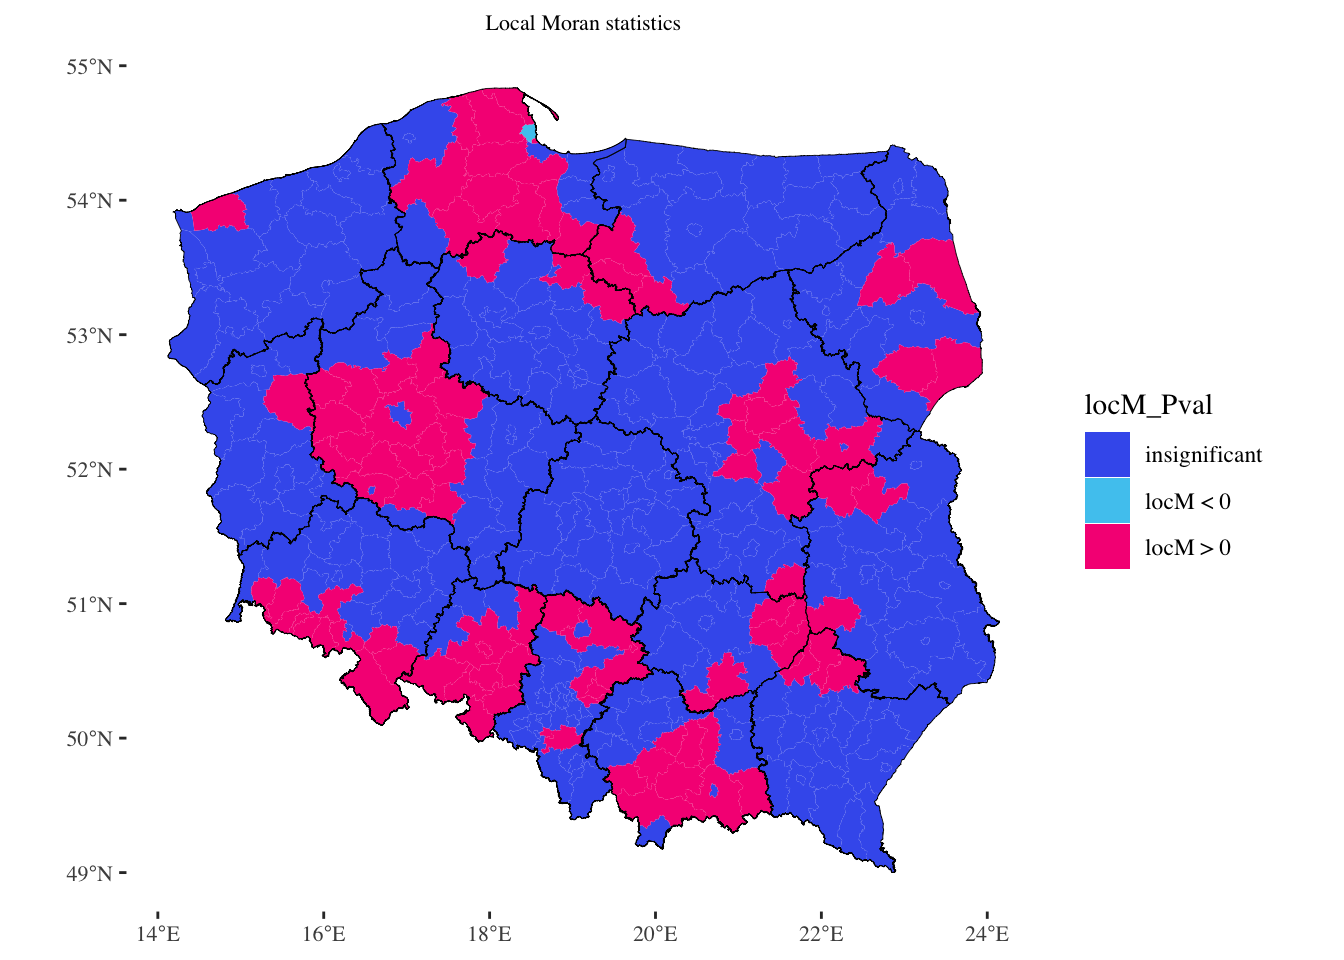 Local Moran statistics
55°N
54°N
53°N
52°N
51°N
50°N
49°N
14°E 16°E 18°E 20°E 22°E 24°E
locM_Pval
insignificant
locM < 0
locM > 0